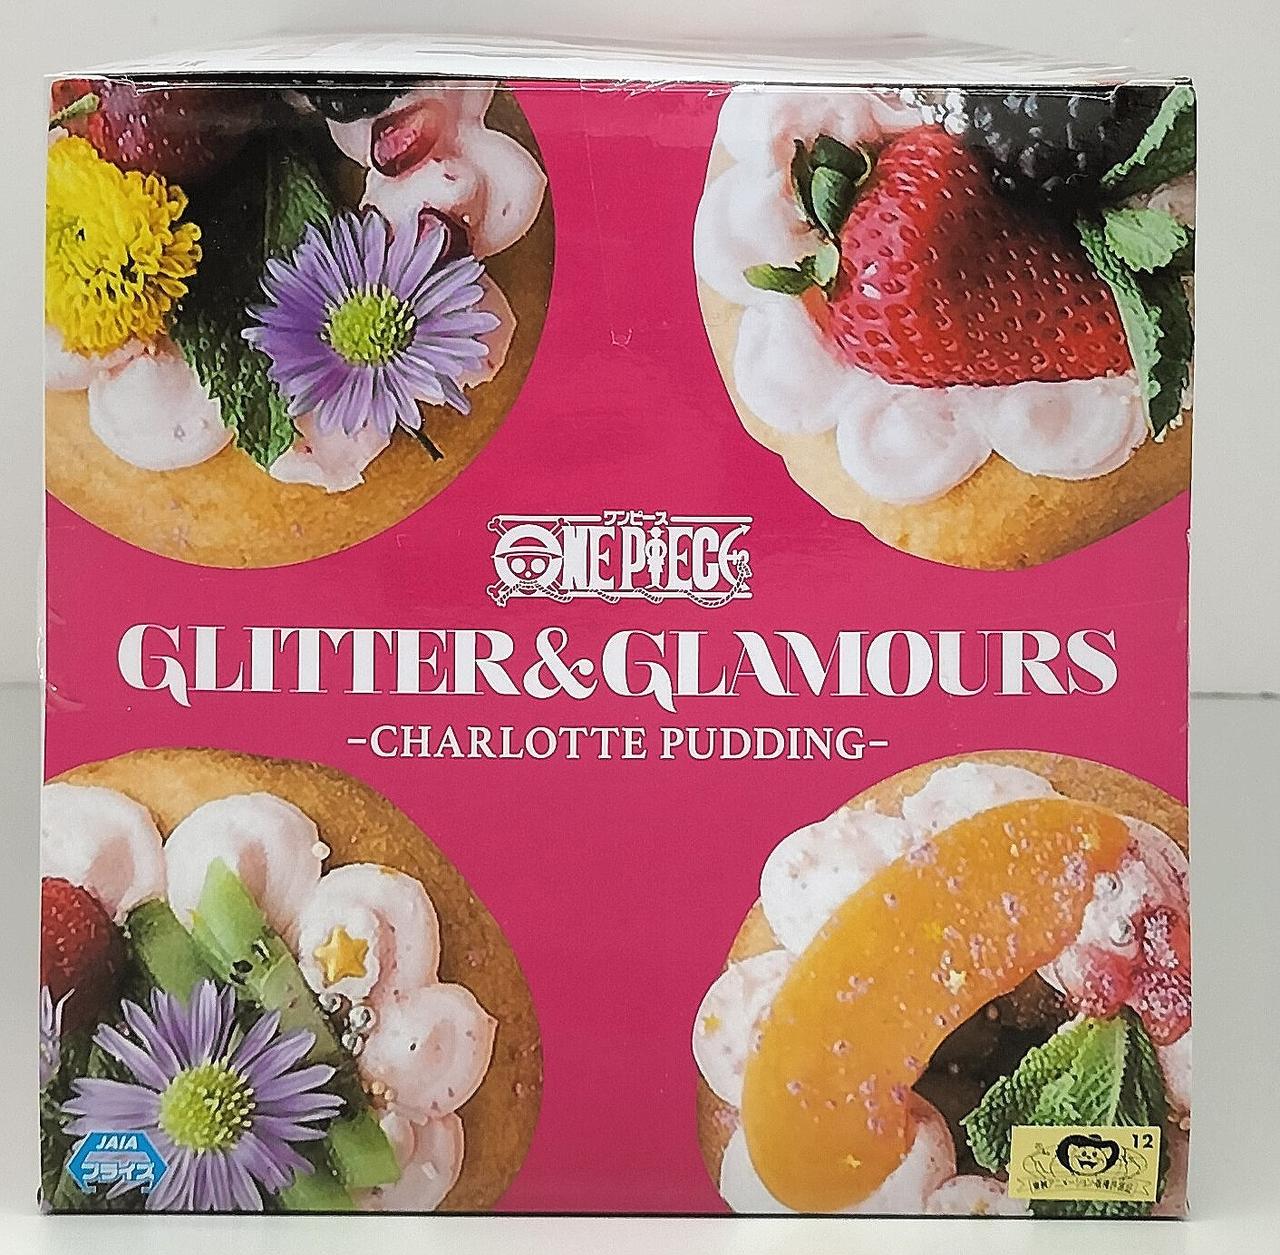 ワンピース
ONE PIECE
GLITTER&GLAMOURS
-CHARLOTTE PUDDING-
JAIA
プライズ
12